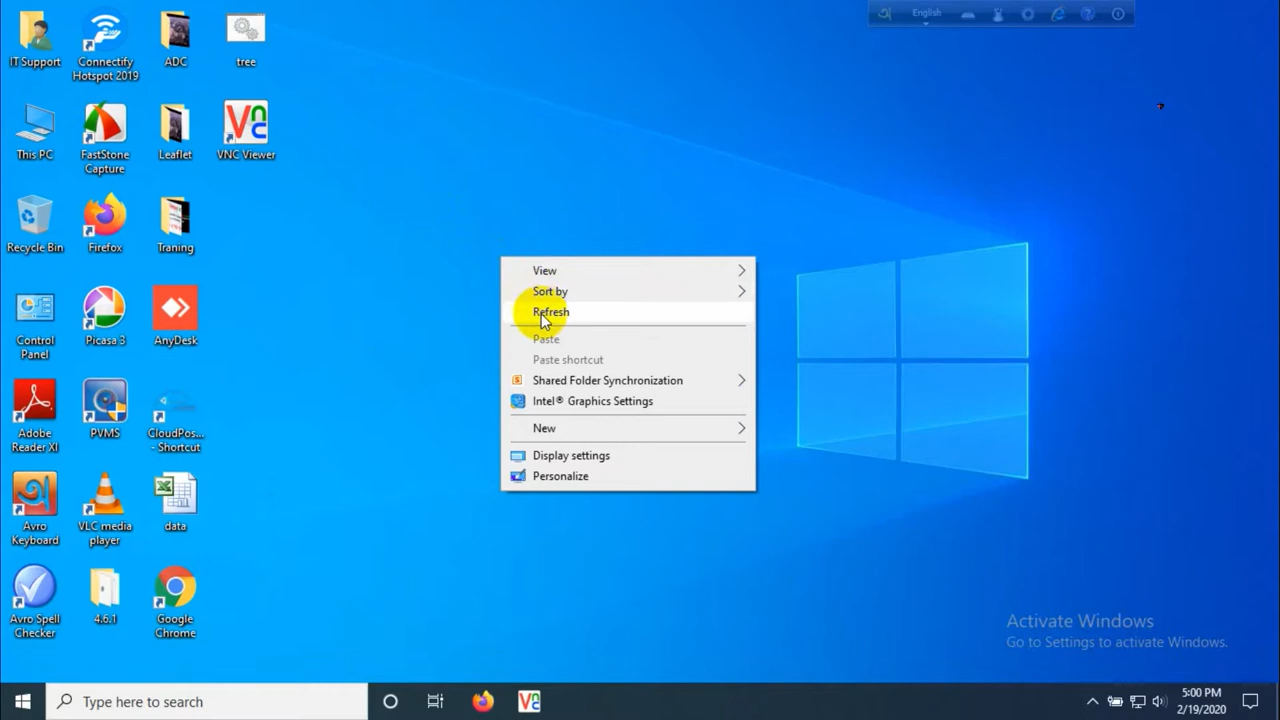 English
IT Support
Connectify
Hotspot 2019
ADC
tree
This PC
FastStone
Capture
Leaflet
VNC Viewer
Recycle Bin
Firefox
Traning
Control
Panel
Picasa 3
AnyDesk
Adobe
Reader XI
PVMS
CloudPos...
- Shortcut
Avro
Keyboard
VLC media
player
data
Avro Spell
Checker
4.6.1
Google
Chrome
View
Sort by
Refresh
Paste
Paste shortcut
Shared Folder Synchronization
Intel® Graphics Settings
New
Display settings
Personalize
Activate Windows
Go to Settings to activate Windows.
Type here to search
5:00 PM
2/19/2020